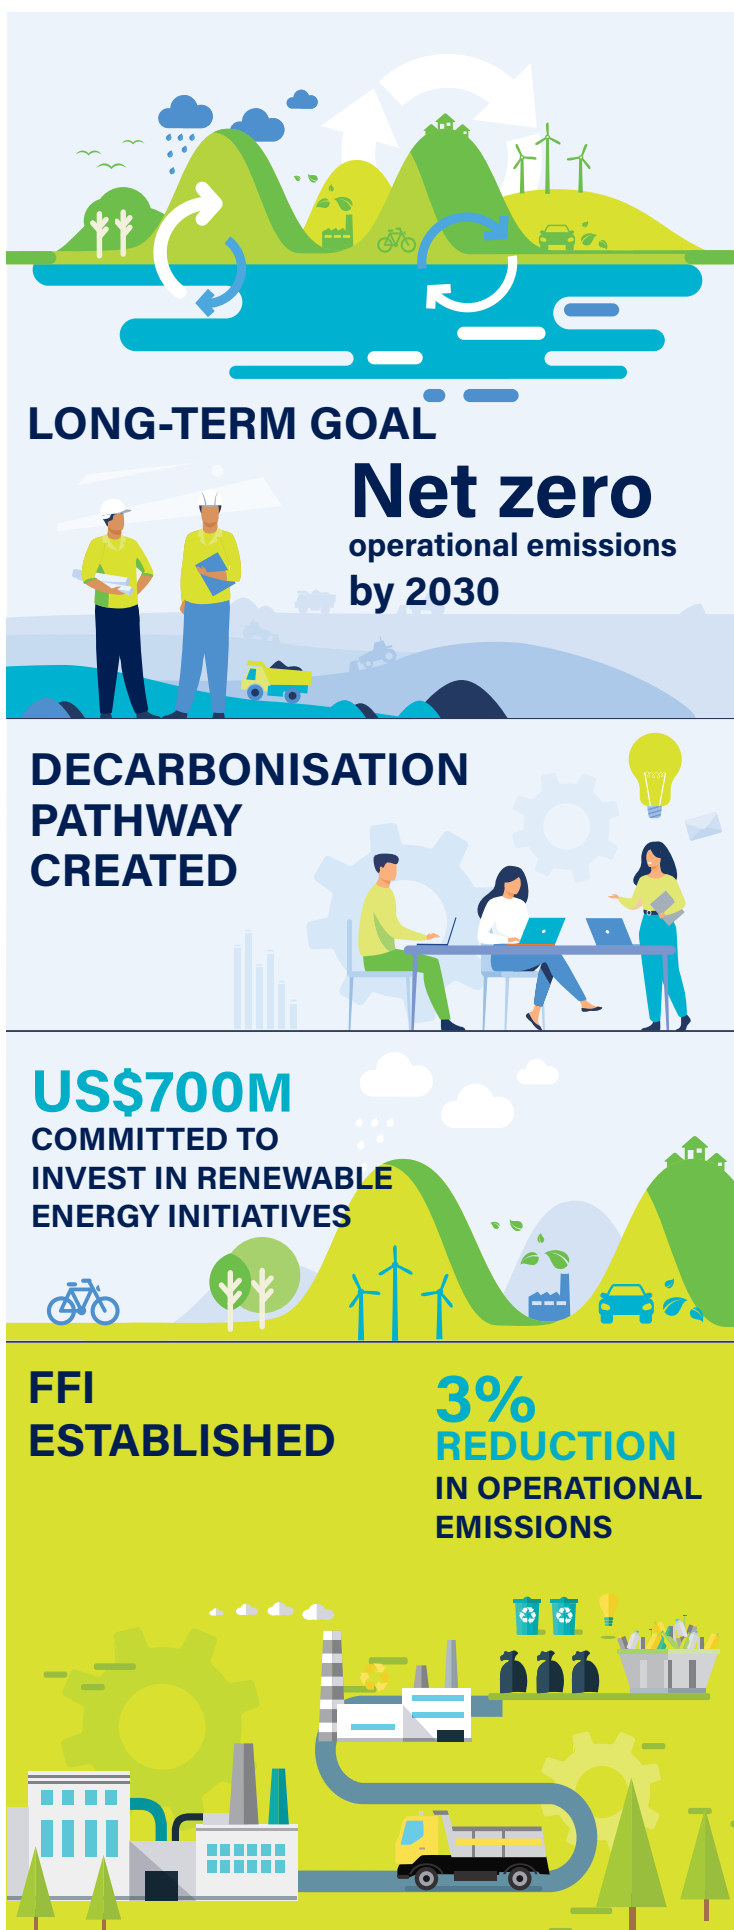 LONG-TERM GOAL
Net zero
operational emissions
by 2030
DECARBONISATION
PATHWAY
CREATED
US$700M
COMMITTED TO
INVEST IN RENEWABLE
ENERGY INITIATIVES
FFI
ESTABLISHED
3%
REDUCTION
IN OPERATIONAL
EMISSIONS